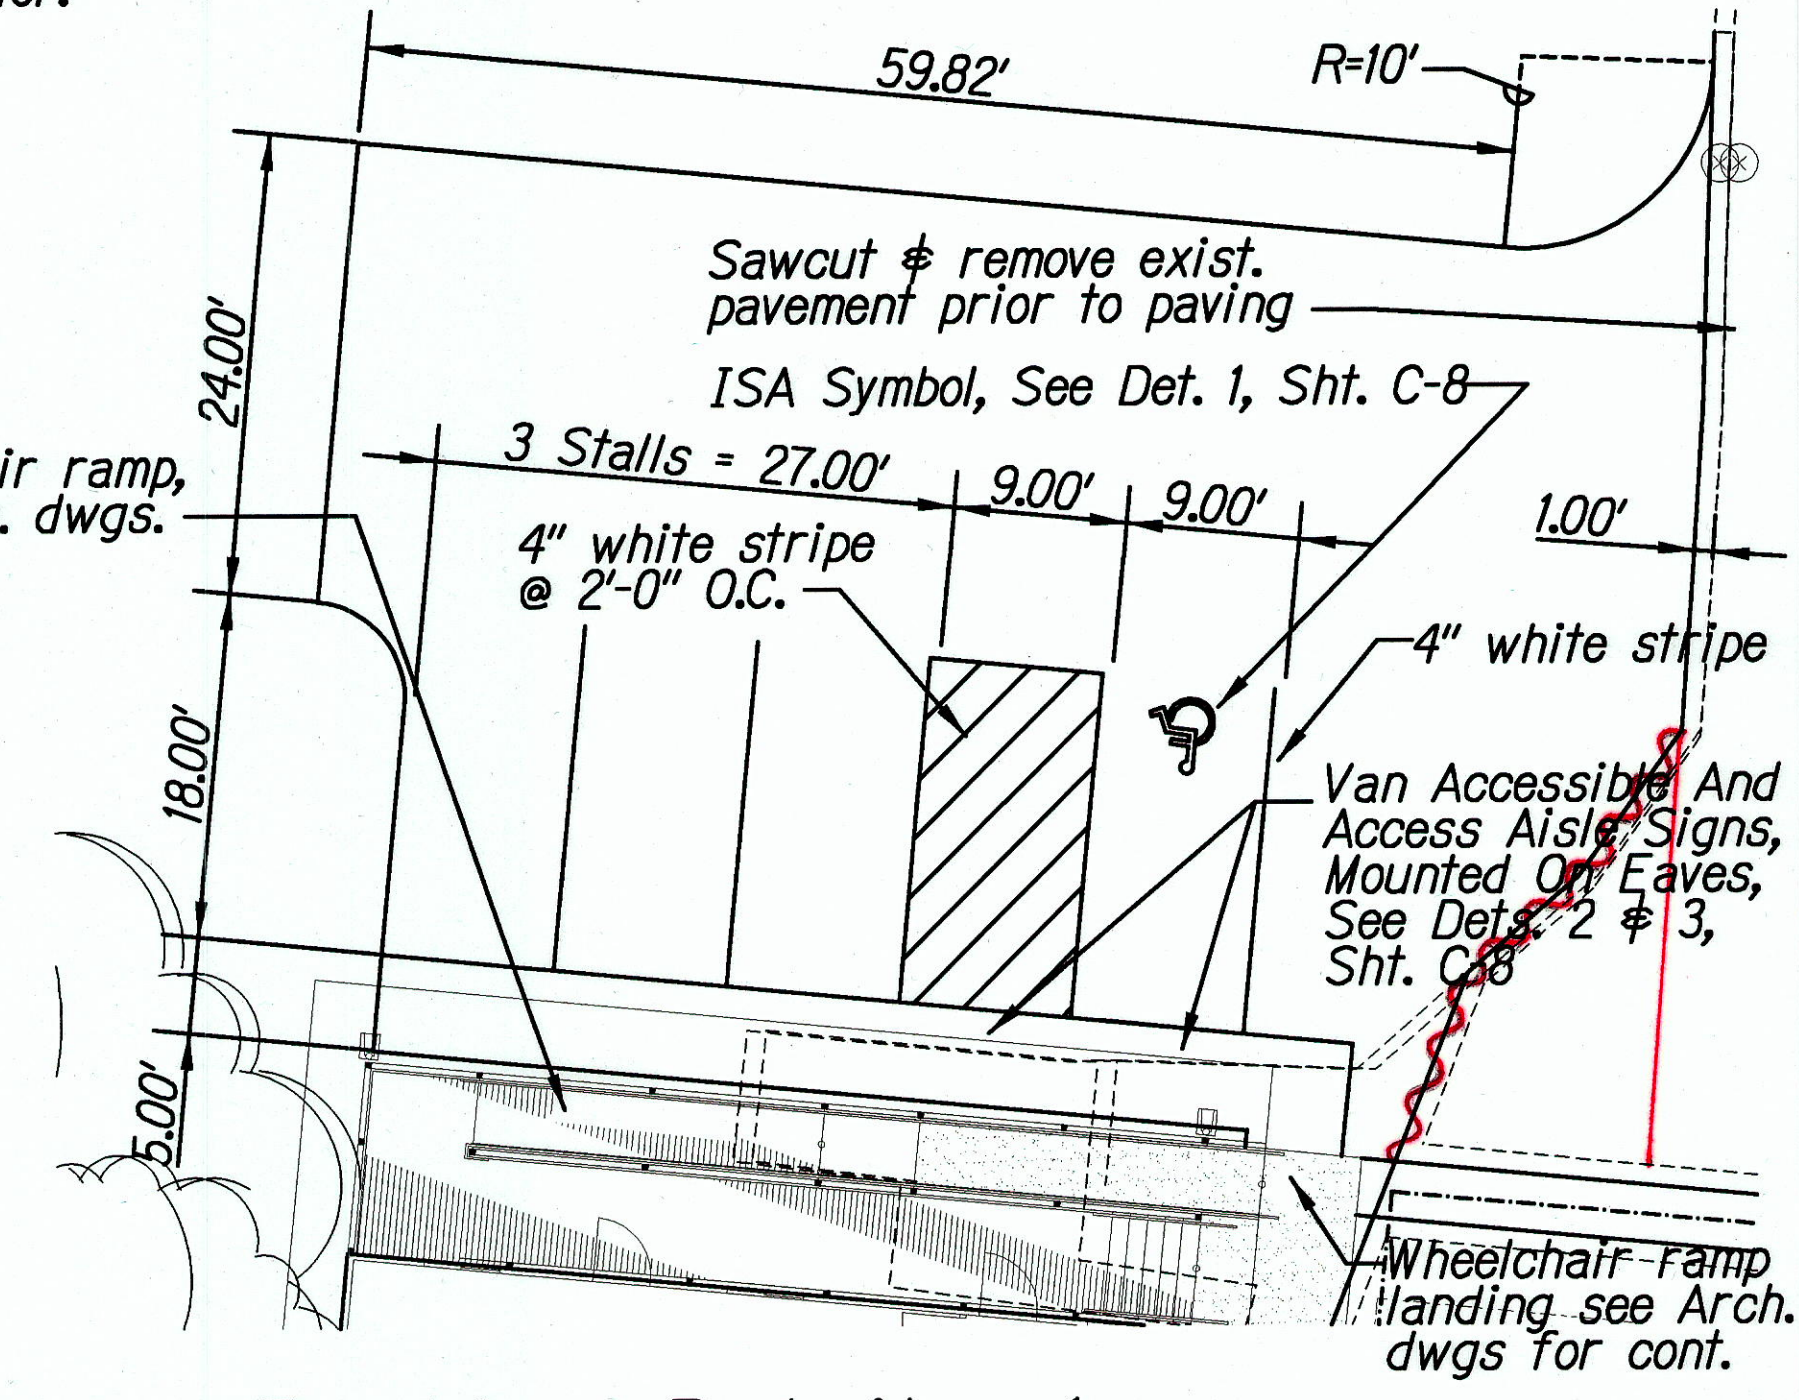 59.82'
R=10'
Sawcut & remove exist.
pavement prior to paving
24.00'
ISA Symbol, See Det. 1, Sht. C-8
3 Stalls = 27.00'
9.00'
9.00'
1.00'
ramp,
dwgs.
4" white stripe
@ 2'-0" O.C.
4" white stripe
18.00'
Van Accessible And
Access Aisle Signs,
Mounted On Eaves,
See Dets. 2 & 3,
Sht. C-8
5.00'
Wheelchair ramp
landing see Arch.
dwgs for cont.